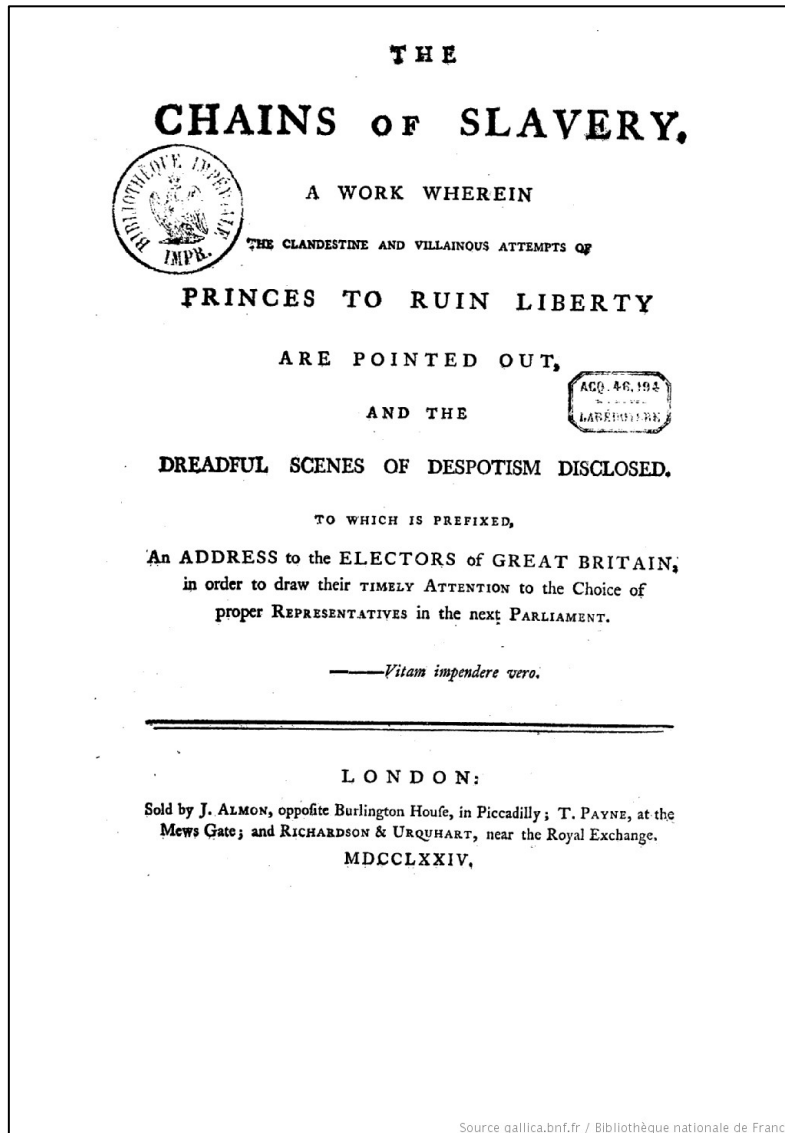 THE
CHAINS OF SLAVERY.
A WORK WHEREIN
THE CLANDESTINE AND VILLAINOUS ATTEMPTS OF
PRINCES TO RUIN LIBERTY
ARE POINTED OUT,
AND THE
DREADFUL SCENES OF DESPOTISM DISCLOSED.
TO WHICH IS PREFIXED,
An ADDRESS to the ELECTORS of GREAT BRITAIN,
in order to draw their TIMELY ATTENTION to the Choice of
proper REPRESENTATIVES in the next PARLIAMENT.
——Vitam impendere vero.
LONDON:
Sold by J. ALMON, oppoſite Burlington Houſe, in Piccadilly; T. PAYNE, at the
Mews Gate; and RICHARDSON & URQUHART, near the Royal Exchange.
MDCCLXXIV.
BIBLIOTHÈQUE IMPÉRIALE
IMPR.
ACQ. 46.194
LABÉDOYÈRE
Source gallica.bnf.fr / Bibliothèque nationale de Franc